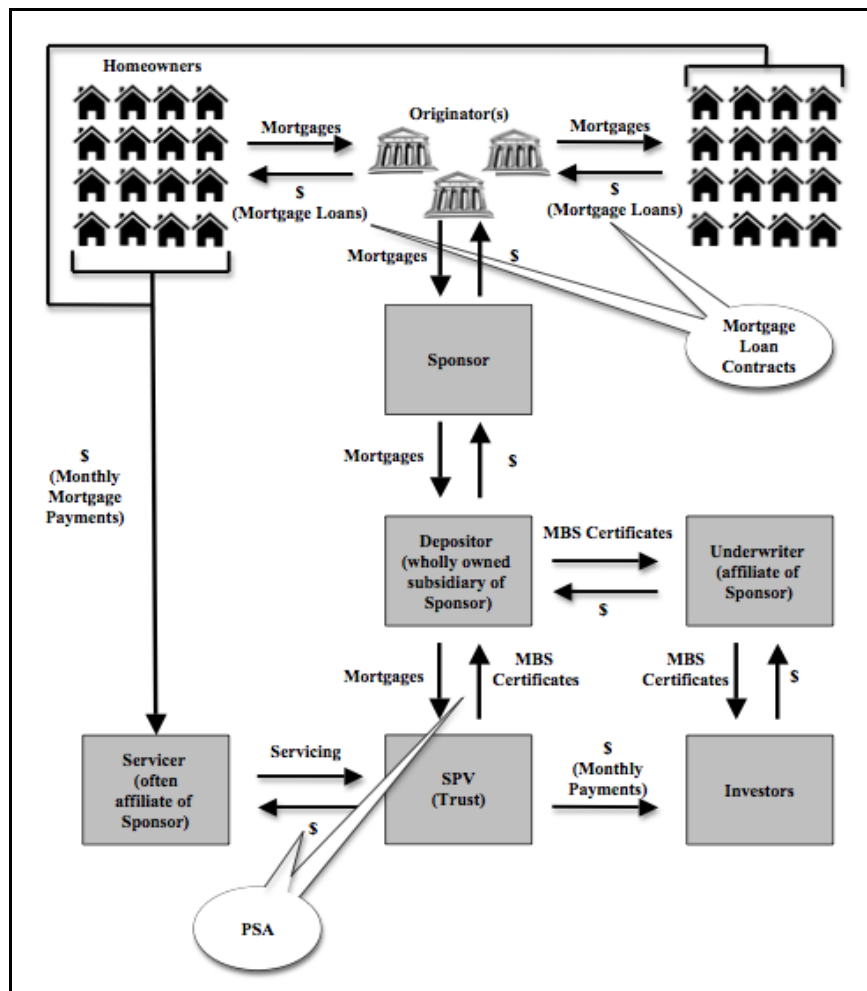 Homeowners
Originator(s)
Mortgages
Mortgages
$
(Mortgage Loans)
$
(Mortgage Loans)
Mortgages
$
Mortgage
Loan
Contracts
Sponsor
$
(Monthly
Mortgage
Payments)
Mortgages
$
Depositor
(wholly owned
subsidiary of
Sponsor)
MBS Certificates
$
Underwriter
(affiliate of
Sponsor)
Mortgages
MBS
Certificates
MBS
Certificates
$
Servicer
(often
affiliate of
Sponsor)
Servicing
$
SPV
(Trust)
$
(Monthly
Payments)
Investors
PSA